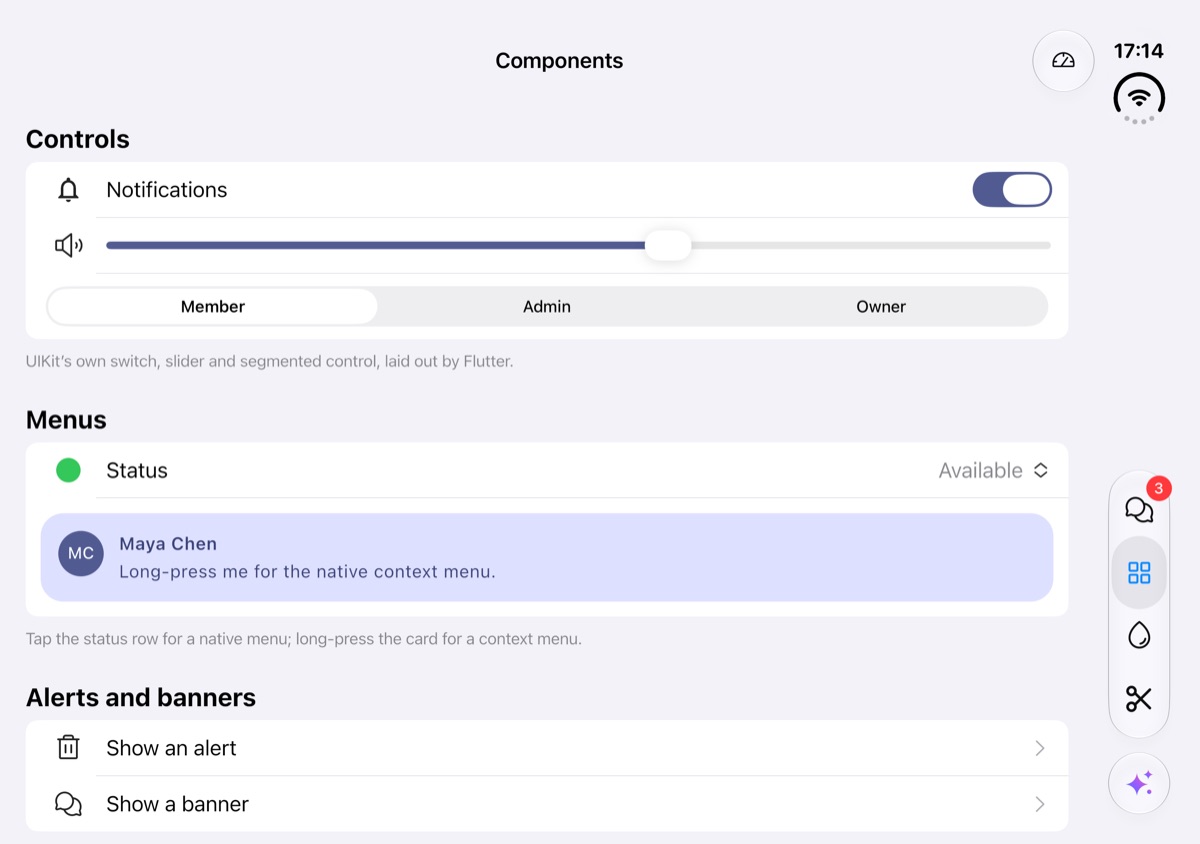 Components
17:14
Controls
Notifications
Member
Admin
Owner
UIKit’s own switch, slider and segmented control, laid out by Flutter.
Menus
Status
Available
3
MC
Maya Chen
Long-press me for the native context menu.
Tap the status row for a native menu; long-press the card for a context menu.
Alerts and banners
Show an alert
Show a banner